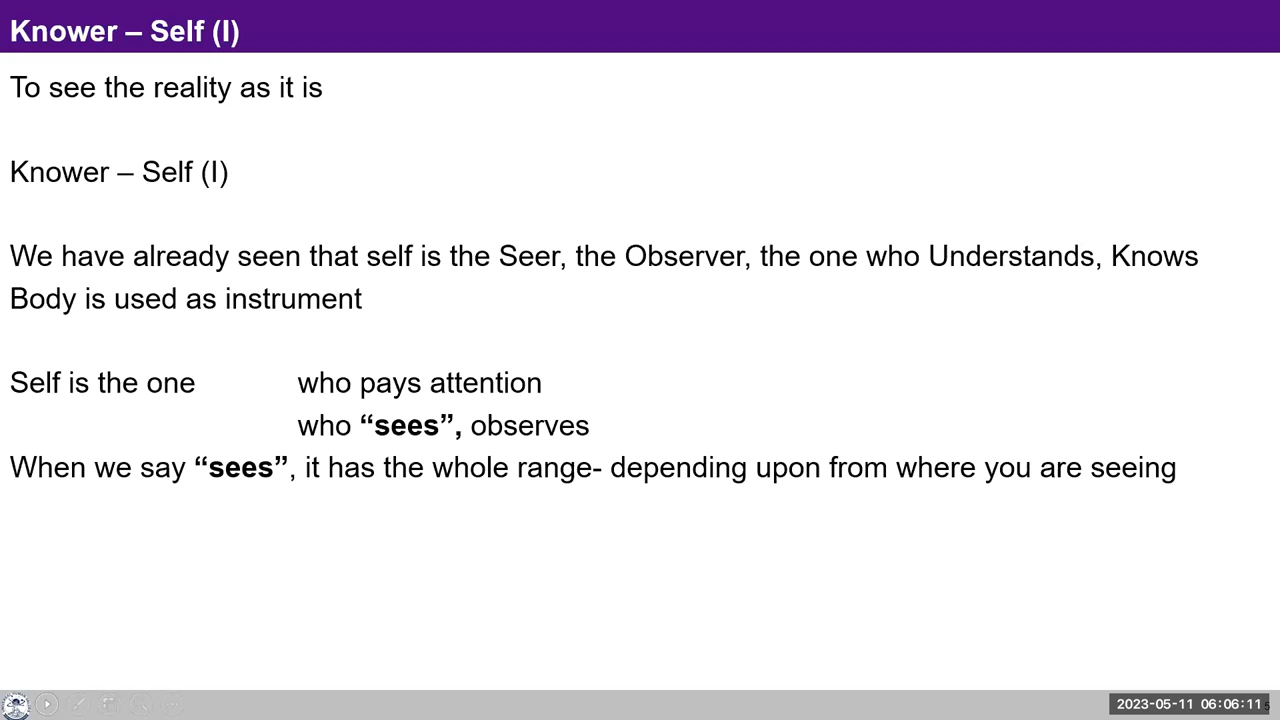 Knower – Self (I)
To see the reality as it is
Knower – Self (I)
We have already seen that self is the Seer, the Observer, the one who Understands, Knows
Body is used as instrument
Self is the one who pays attention
who “sees”, observes
When we say “sees”, it has the whole range- depending upon from where you are seeing
2023-05-11 06:06:11
5